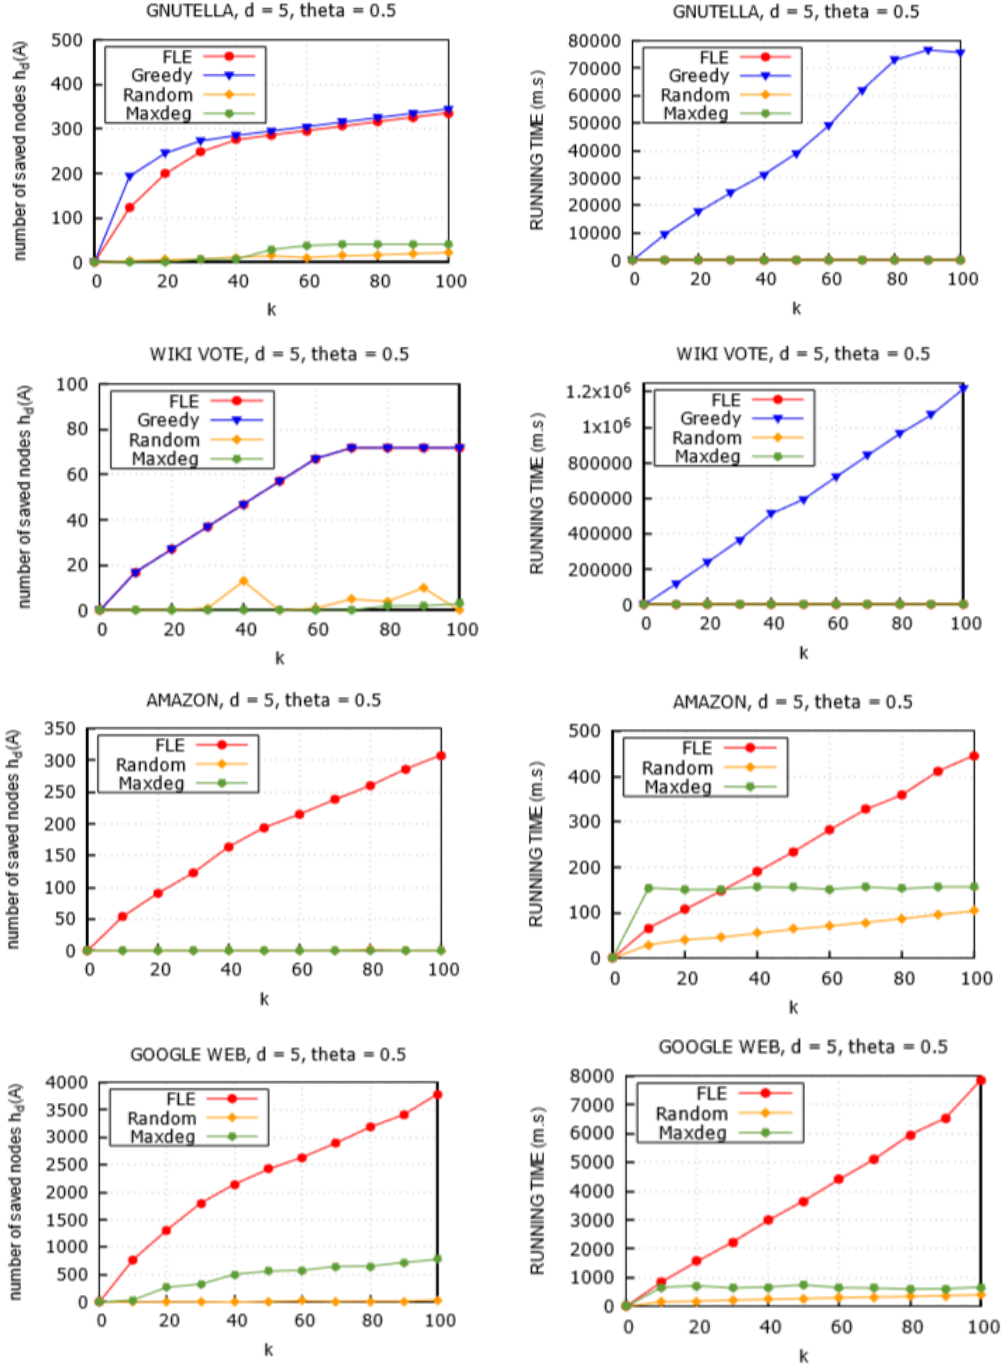 GNUTELLA, d = 5, theta = 0.5
number of saved nodes h_d(A)
500
400
300
200
100
0
FLE
Greedy
Random
Maxdeg
0 20 40 60 80 100
k
GNUTELLA, d = 5, theta = 0.5
RUNNING TIME (m.s)
80000
70000
60000
50000
40000
30000
20000
10000
0
FLE
Greedy
Random
Maxdeg
0 20 40 60 80 100
k
WIKI VOTE, d = 5, theta = 0.5
number of saved nodes h_d(A)
100
80
60
40
20
0
FLE
Greedy
Random
Maxdeg
0 20 40 60 80 100
k
WIKI VOTE, d = 5, theta = 0.5
RUNNING TIME (m.s)
1.2x10^6
1x10^6
800000
600000
400000
200000
0
FLE
Greedy
Random
Maxdeg
0 20 40 60 80 100
k
AMAZON, d = 5, theta = 0.5
number of saved nodes h_d(A)
350
300
250
200
150
100
50
0
FLE
Random
Maxdeg
0 20 40 60 80 100
k
AMAZON, d = 5, theta = 0.5
RUNNING TIME (m.s)
500
400
300
200
100
0
FLE
Random
Maxdeg
0 20 40 60 80 100
k
GOOGLE WEB, d = 5, theta = 0.5
number of saved nodes h_d(A)
4000
3500
3000
2500
2000
1500
1000
500
0
FLE
Random
Maxdeg
0 20 40 60 80 100
k
GOOGLE WEB, d = 5, theta = 0.5
RUNNING TIME (m.s)
8000
7000
6000
5000
4000
3000
2000
1000
0
FLE
Random
Maxdeg
0 20 40 60 80 100
k